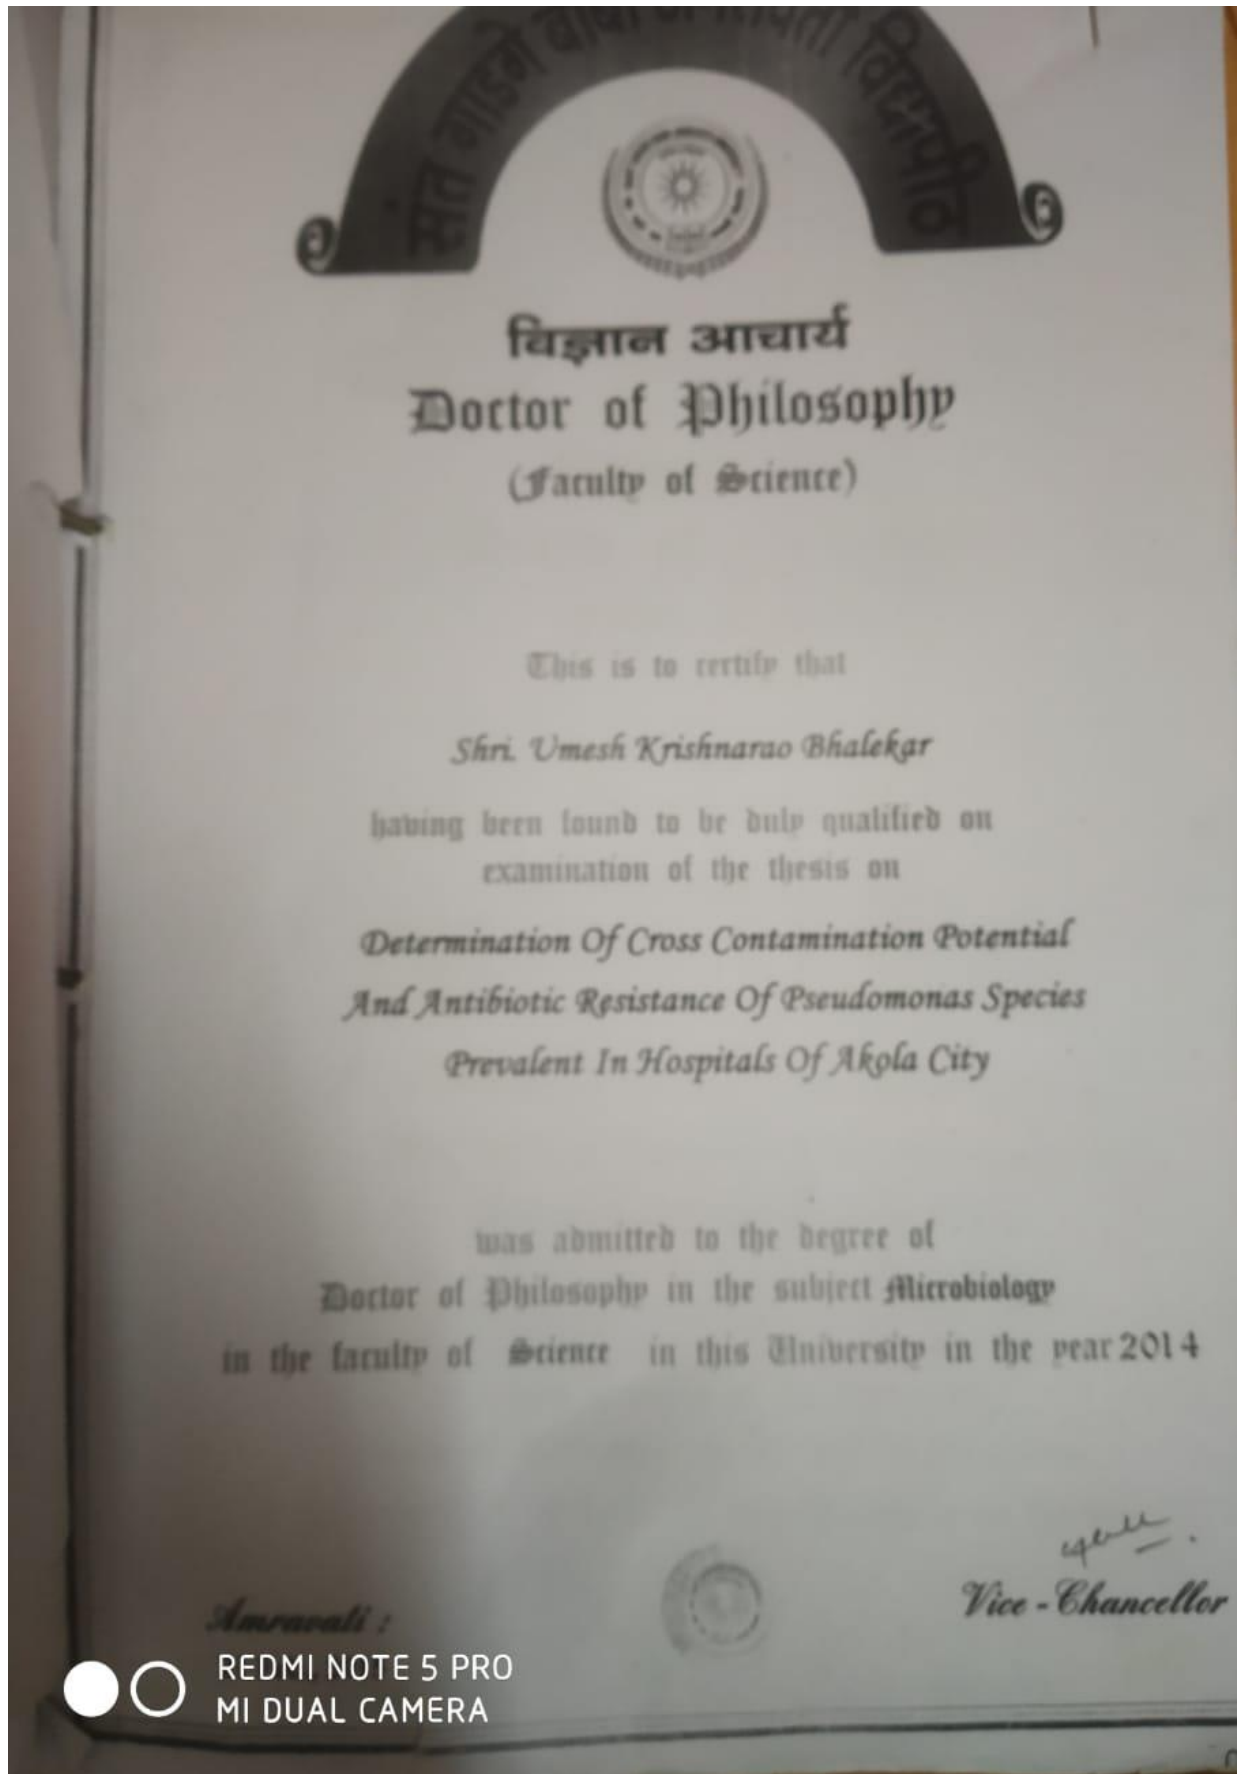 संत गाडगे बाबा अमरावती विद्यापीठ
विज्ञान आचार्य
Doctor of Philosophy
(Faculty of Science)
This is to certify that
Shri. Umesh Krishnarao Bhalekar
having been found to be duly qualified on
examination of the thesis on
Determination Of Cross Contamination Potential
And Antibiotic Resistance Of Pseudomonas Species
Prevalent In Hospitals Of Akola City
was admitted to the degree of
Doctor of Philosophy in the subject Microbiology
in the faculty of Science in this University in the year 2014
Vice-Chancellor
Amravati :
REDMI NOTE 5 PRO
MI DUAL CAMERA